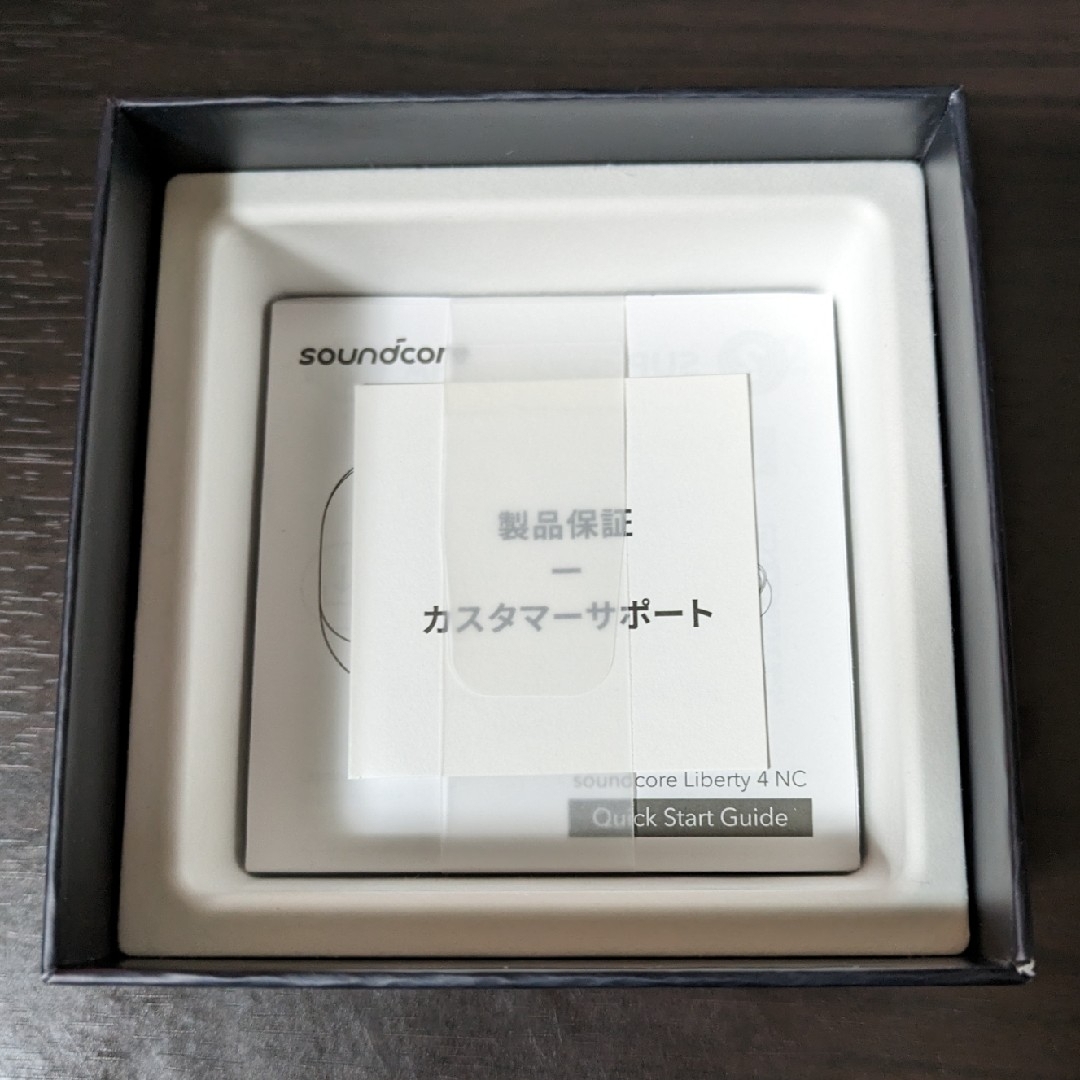 soundcore
製品保証
ー
カスタマーサポート
soundcore Liberty 4 NC
Quick Start Guide